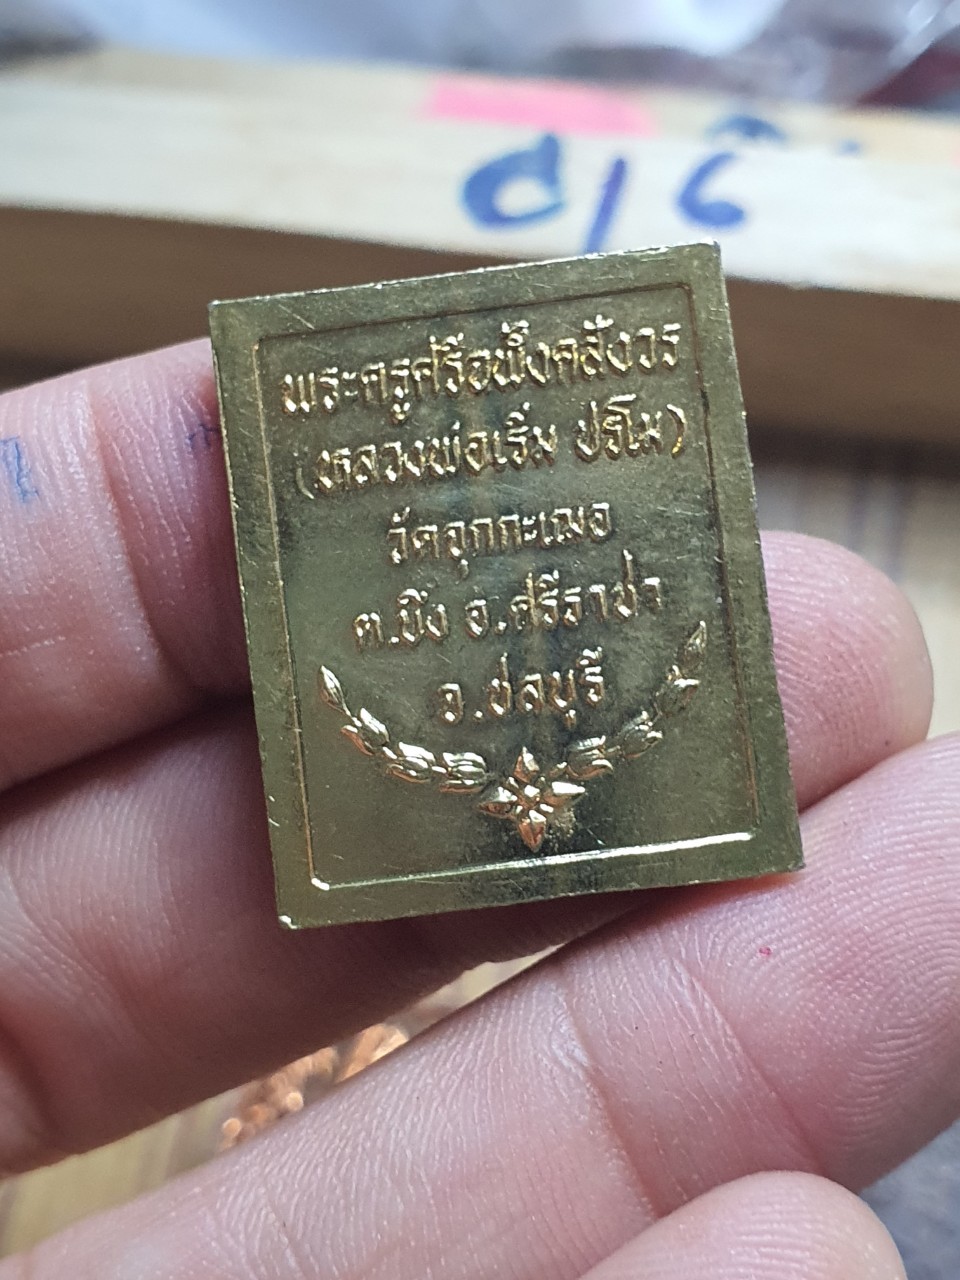 พระครูศรีอพั้งคสังวร
(หลวงพ่อเริ่ม ปรโม)
วัดจุกกะเฌอ
ต.บึง อ.ศรีราชา
จ.ชลบุรี